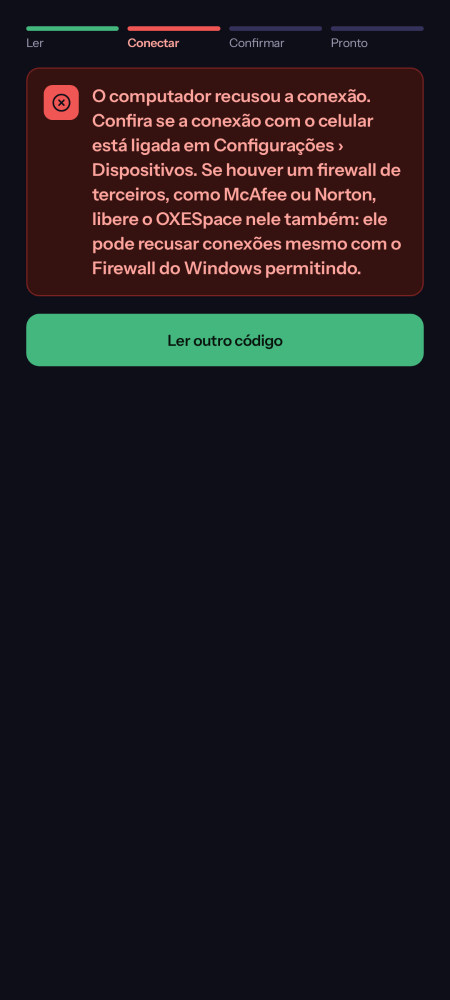 Ler Conectar Confirmar Pronto
O computador recusou a conexão.
Confira se a conexão com o celular
está ligada em Configurações ›
Dispositivos. Se houver um firewall de
terceiros, como McAfee ou Norton,
libere o OXESpace nele também: ele
pode recusar conexões mesmo com o
Firewall do Windows permitindo.
Ler outro código